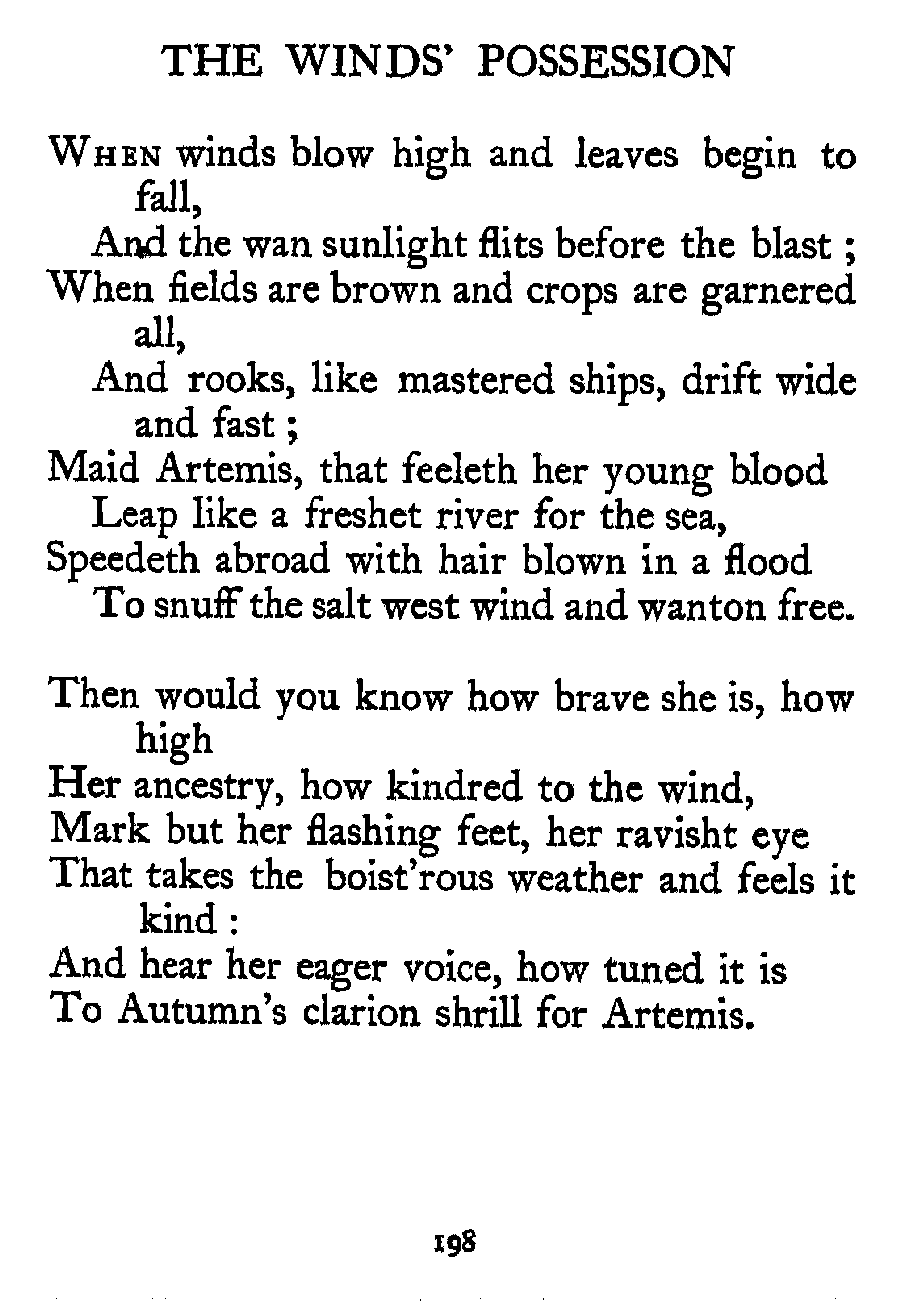 THE WINDS' POSSESSION
WHEN winds blow high and leaves begin to
fall,
And the wan sunlight flits before the blast ;
When fields are brown and crops are garnered
all,
And rooks, like mastered ships, drift wide
and fast ;
Maid Artemis, that feeleth her young blood
Leap like a freshet river for the sea,
Speedeth abroad with hair blown in a flood
To snuff the salt west wind and wanton free.
Then would you know how brave she is, how
high
Her ancestry, how kindred to the wind,
Mark but her flashing feet, her ravisht eye
That takes the boist'rous weather and feels it
kind :
And hear her eager voice, how tuned it is
To Autumn's clarion shrill for Artemis.
198